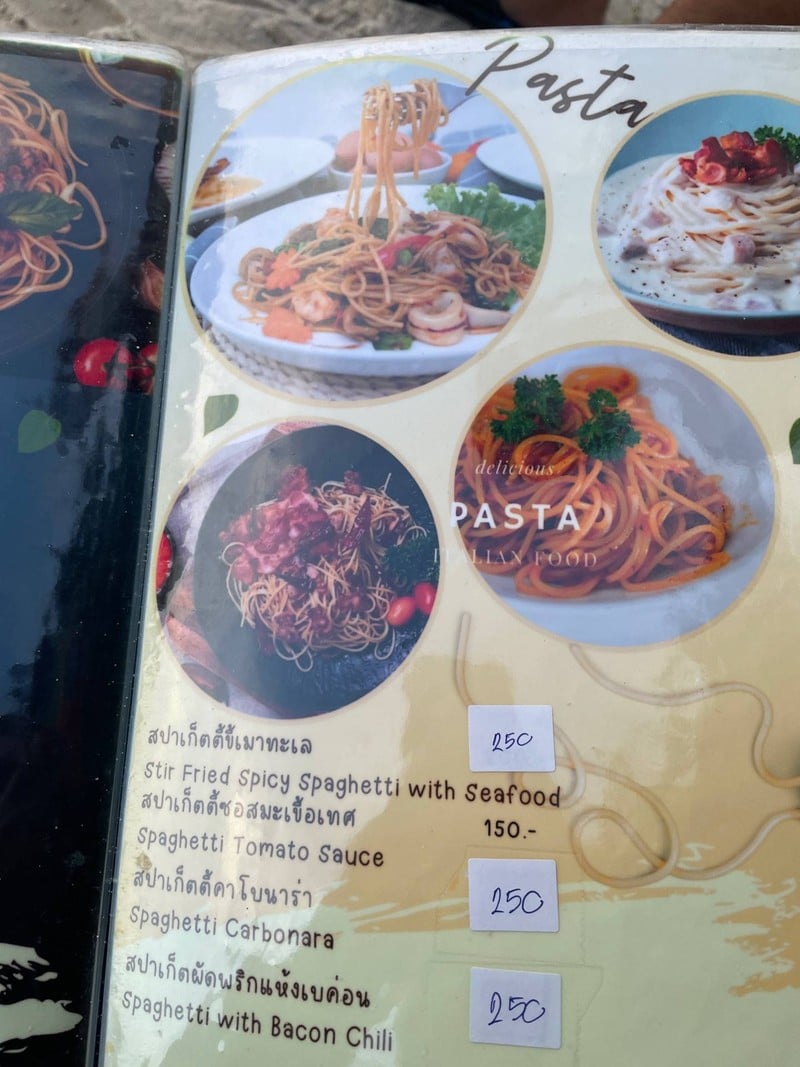 Pasta
delicious
PASTA
ITALIAN FOOD
สปาเก็ตตี้ขี้เมาทะเล
250
Stir Fried Spicy Spaghetti with Seafood
สปาเก็ตตี้ซอสมะเขือเทศ
150.-
Spaghetti Tomato Sauce
สปาเก็ตตี้คาโบนาร่า
250
Spaghetti Carbonara
สปาเก็ตผัดพริกแห้งเบค่อน
250
Spaghetti with Bacon Chili